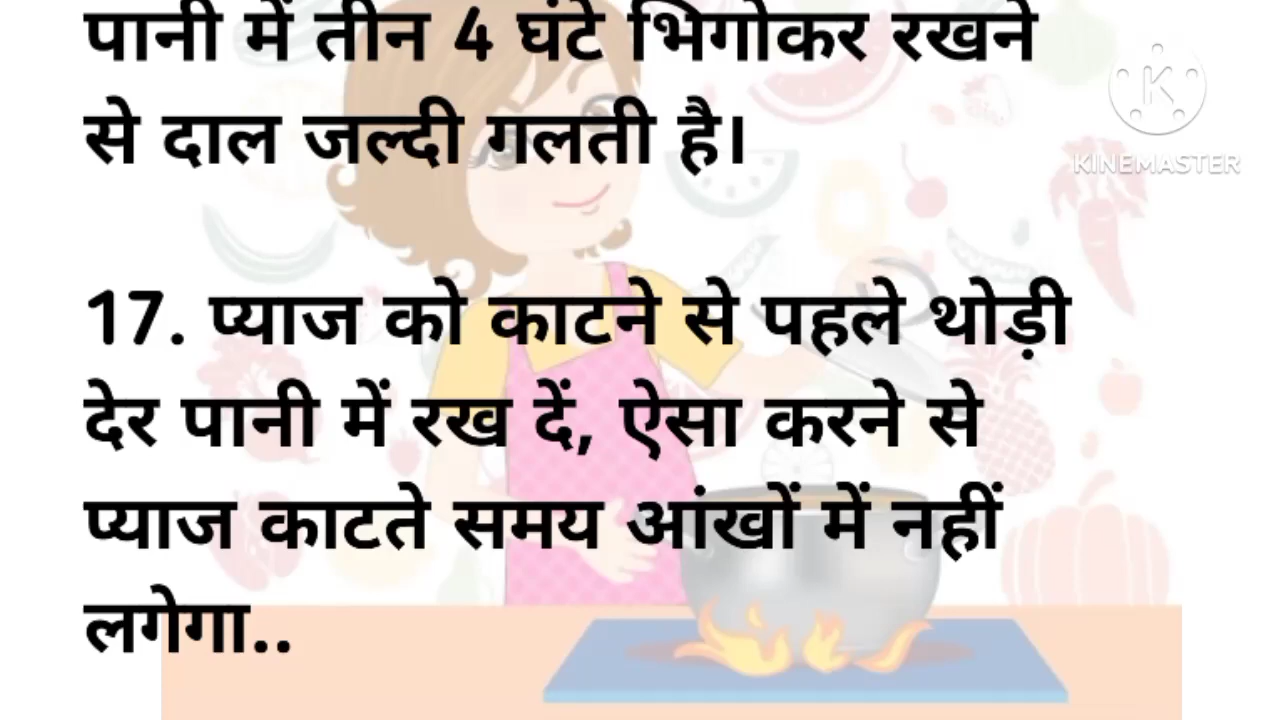 पानी में तीन 4 घंटे भिगोकर रखने
से दाल जल्दी गलती है।
17. प्याज को काटने से पहले थोड़ी
देर पानी में रख दें, ऐसा करने से
प्याज काटते समय आंखों में नहीं
लगेगा..
K
KINEMASTER